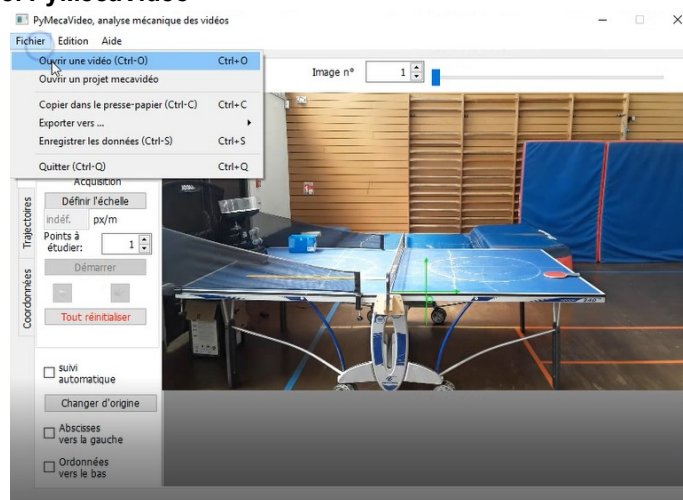 PyMecaVideo, analyse mécanique des vidéos
Fichier Edition Aide
Ouvrir une vidéo (Ctrl-O) Ctrl+O
Ouvrir un projet mecavidéo
Copier dans le presse-papier (Ctrl-C) Ctrl+C
Exporter vers ...
Enregistrer les données (Ctrl-S) Ctrl+S
Quitter (Ctrl-Q) Ctrl+Q
Image n° 1
Acquisition
Définir l'échelle
indéf. px/m
Points à
étudier: 1
Démarrer
Tout réinitialiser
Trajectoires
Coordonnées
suivi
automatique
Changer d'origine
Abscisses
vers la gauche
Ordonnées
vers le bas
240